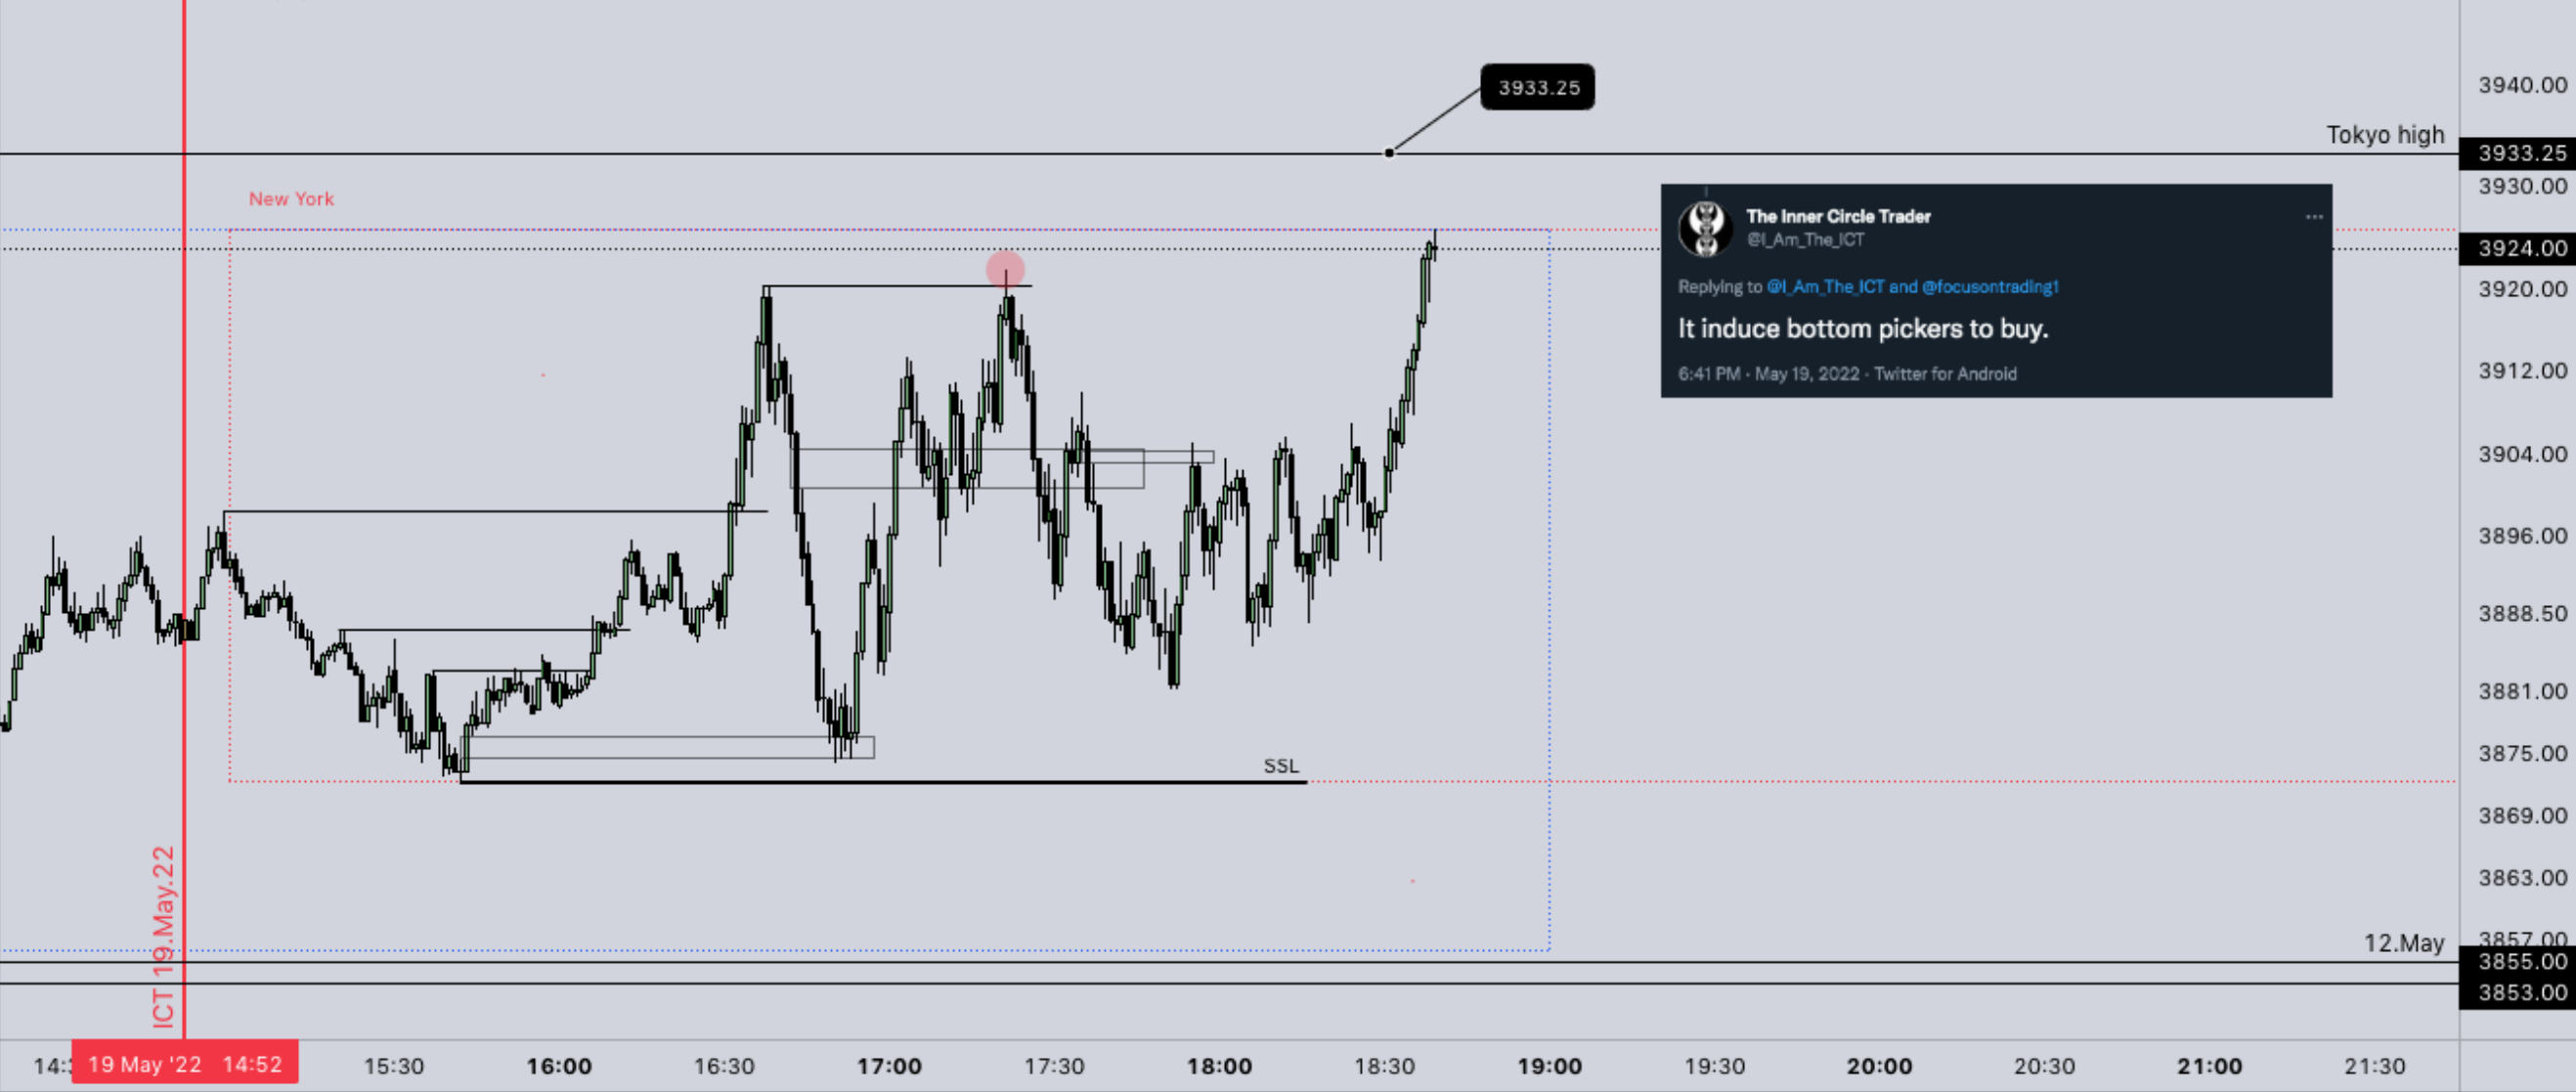 3933.25
Tokyo high
New York
The Inner Circle Trader
@I_Am_The_ICT
Replying to @I_Am_The_ICT and @focusontrading1
It induce bottom pickers to buy.
6:41 PM · May 19, 2022 · Twitter for Android
SSL
12.May
ICT 19.May.22
3940.00
3933.25
3930.00
3924.00
3920.00
3912.00
3904.00
3896.00
3888.50
3881.00
3875.00
3869.00
3863.00
3857.00
3855.00
3853.00
19 May '22 14:52 15:30 16:00 16:30 17:00 17:30 18:00 18:30 19:00 19:30 20:00 20:30 21:00 21:30